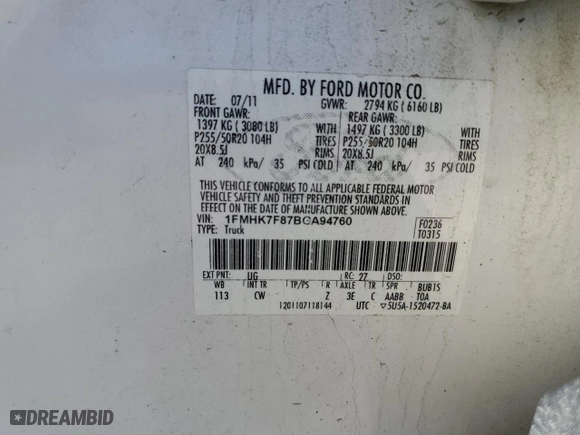 MFD. BY FORD MOTOR CO.
DATE: 07/11 GVWR: 2794 KG ( 6160 LB)
FRONT GAWR: REAR GAWR:
1397 KG ( 3080 LB) WITH 1497 KG ( 3300 LB) WITH
P255/50R20 104H TIRES P255/50R20 104H TIRES
20X8.5J RIMS 20X8.5J RIMS
AT 240 kPa/ 35 PSI COLD AT 240 kPa/ 35 PSI COLD
THIS VEHICLE CONFORMS TO ALL APPLICABLE FEDERAL MOTOR
VEHICLE SAFETY AND THEFT PREVENTION STANDARDS IN EFFECT
ON THE DATE OF MANUFACTURE SHOWN ABOVE.
VIN: 1FMHK7F87BGA94760 F0236
TYPE: Truck T0315
EXT PNT: UG RC: 27 DSO:
WB INT TR TP/PS R AXLE TR SPR BUB15
113 CW Z 3E C AABB TOA
1201107118144 UTC ▽5U5A-1520472-BA
DREAMBID